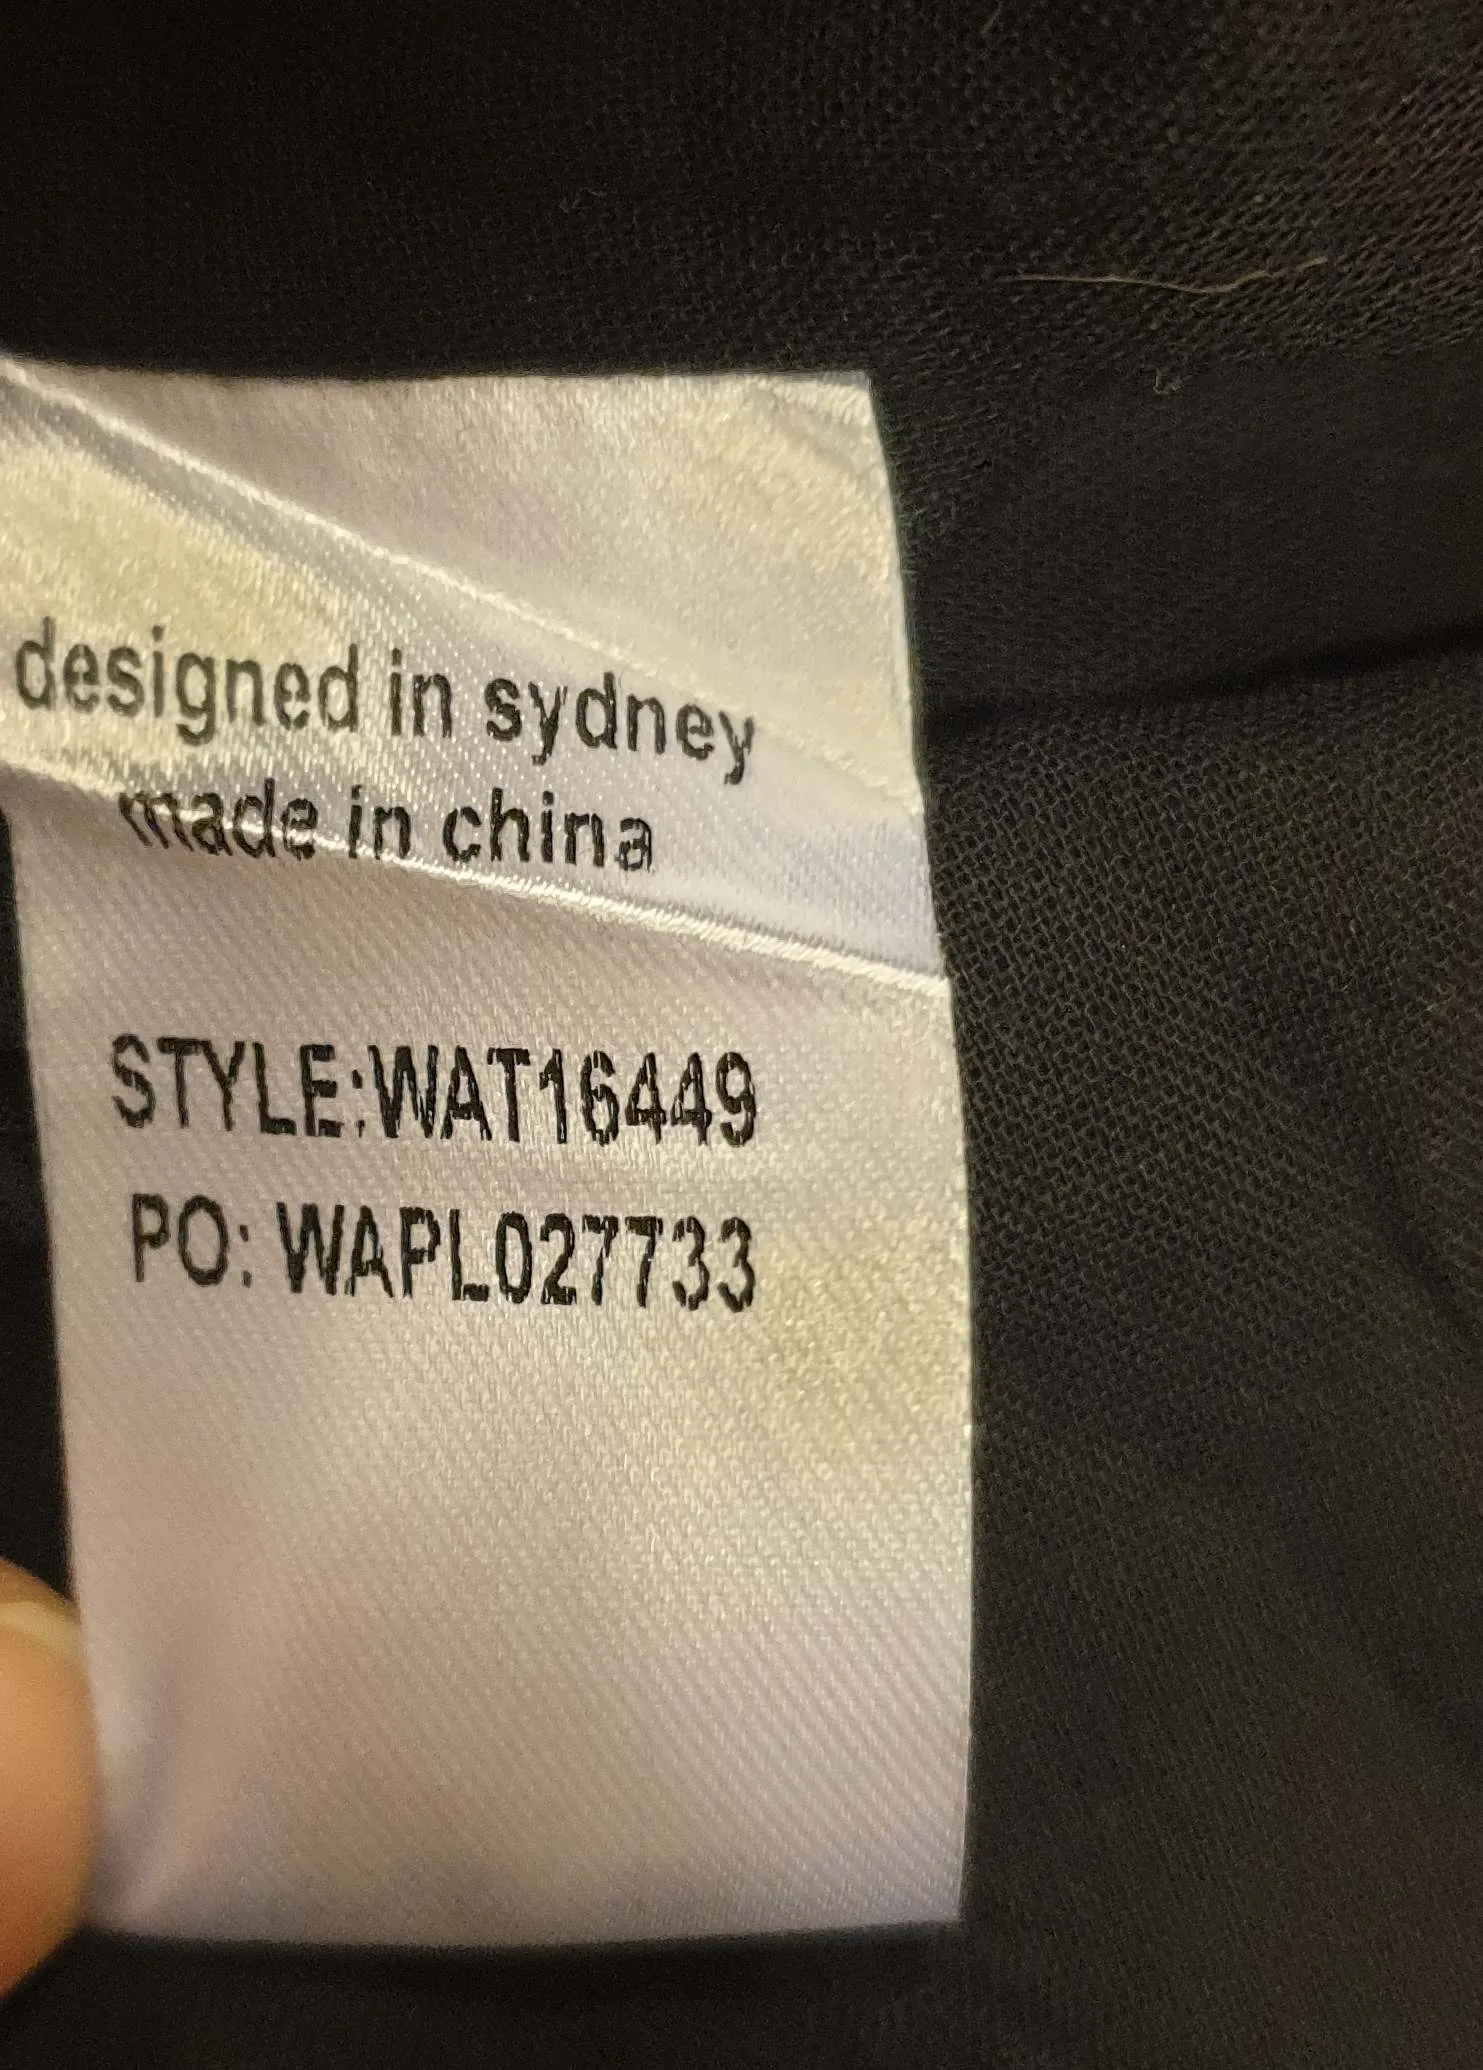 designed in sydney
made in china
STYLE:WAT16449
PO: WAPL027733